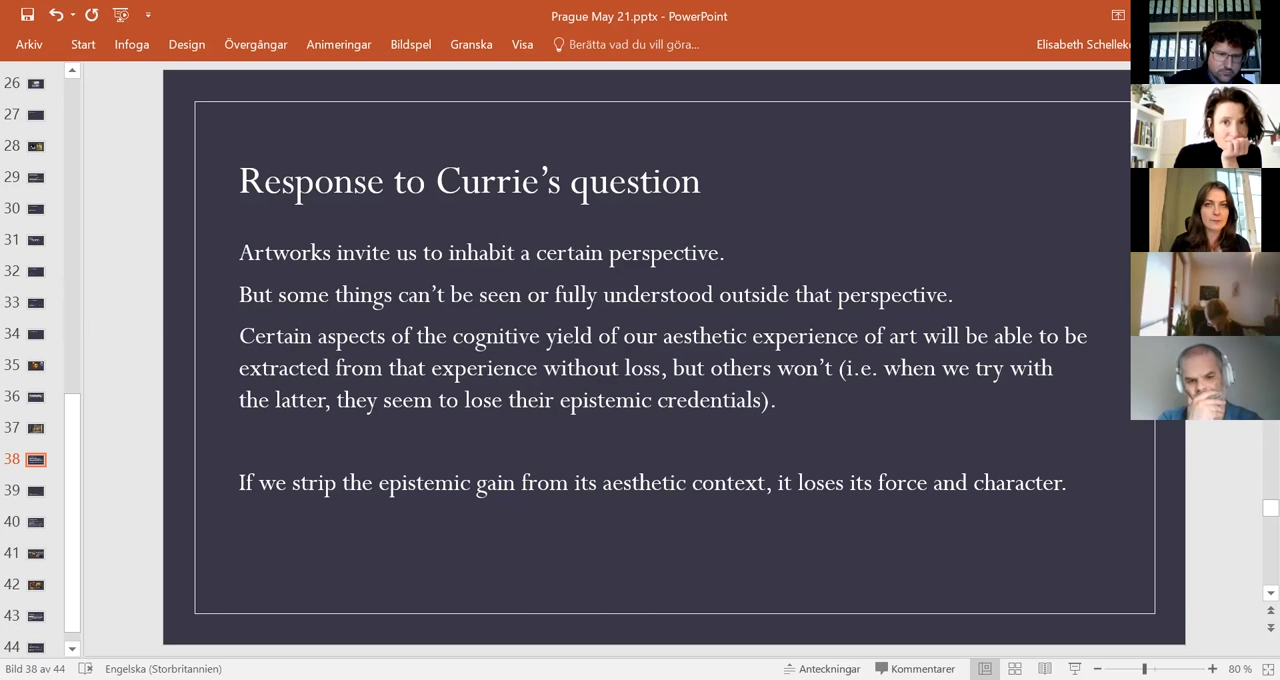 Prague May 21.pptx - PowerPoint
Arkiv Start Infoga Design Övergångar Animeringar Bildspel Granska Visa Berätta vad du vill göra... Elisabeth Schelleke
26
27
28
29
30
31
32
33
34
35
36
37
38
39
40
41
42
43
44
Response to Currie's question
Artworks invite us to inhabit a certain perspective.
But some things can't be seen or fully understood outside that perspective.
Certain aspects of the cognitive yield of our aesthetic experience of art will be able to be
extracted from that experience without loss, but others won't (i.e. when we try with
the latter, they seem to lose their epistemic credentials).
If we strip the epistemic gain from its aesthetic context, it loses its force and character.
Bild 38 av 44 Engelska (Storbritannien) Anteckningar Kommentarer 80 %